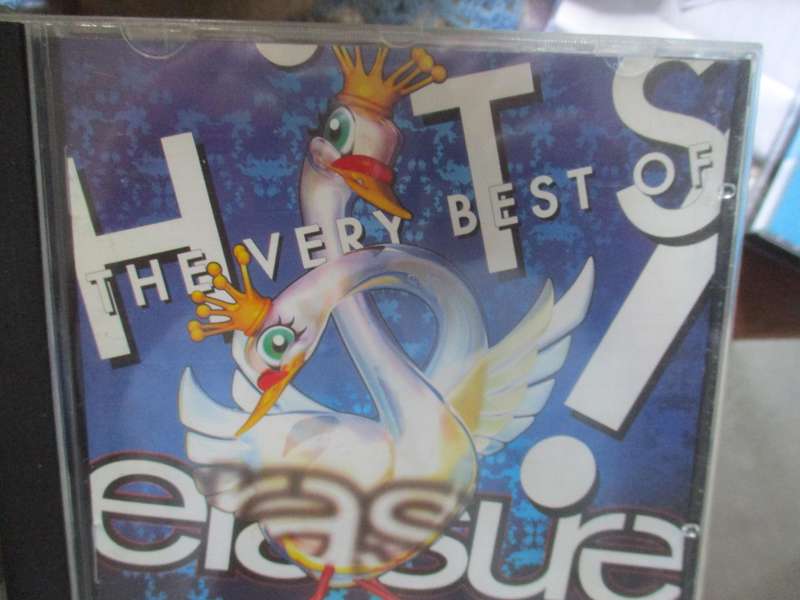 HITS!
THE VERY BEST OF
erasure